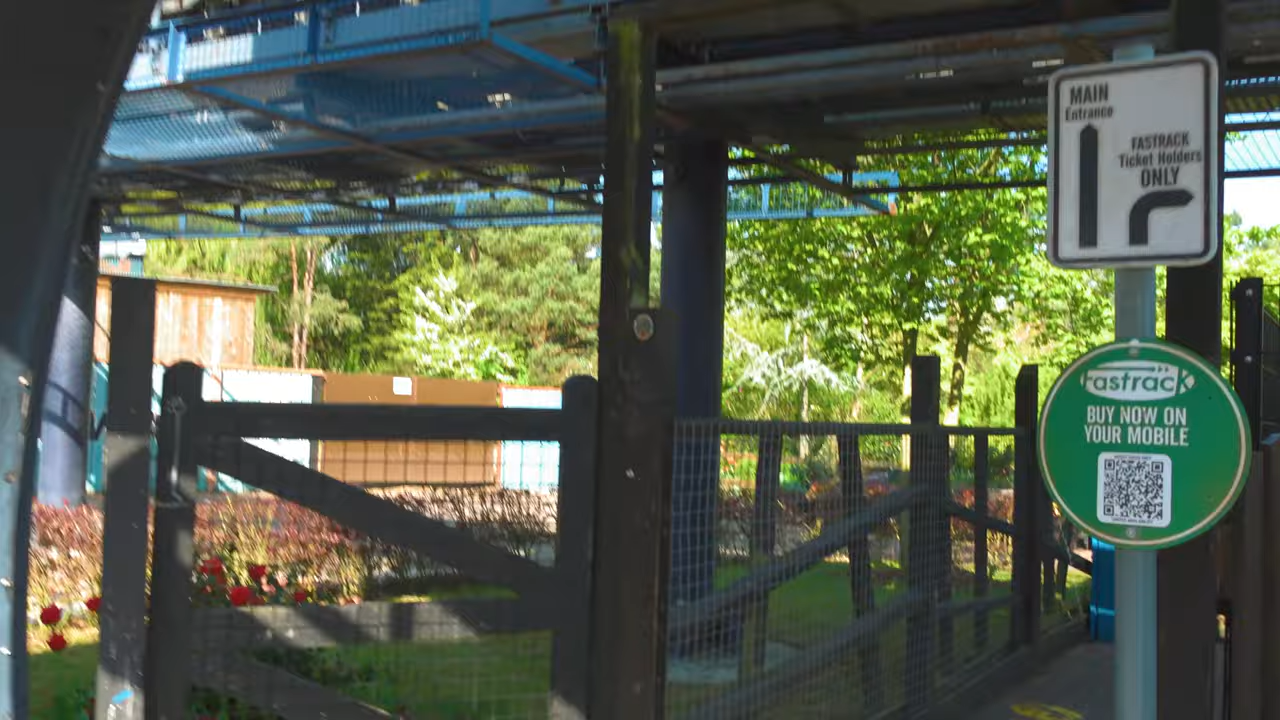 MAIN
Entrance
FASTRACK
Ticket Holders
ONLY
Fastrack
BUY NOW ON
YOUR MOBILE